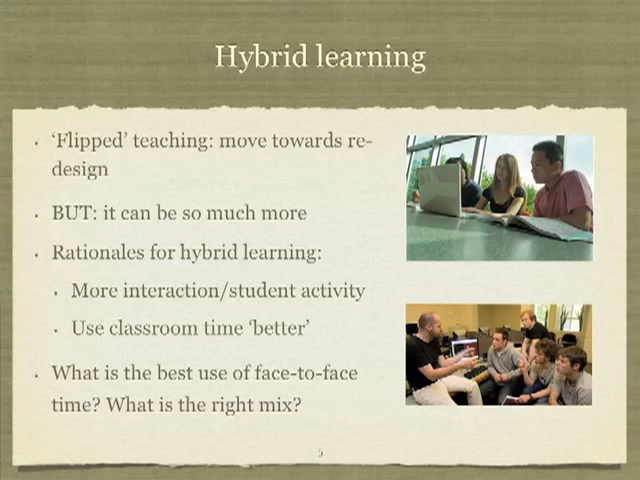 Hybrid learning
• ‘Flipped’ teaching: move towards re-
design
• BUT: it can be so much more
• Rationales for hybrid learning:
• More interaction/student activity
• Use classroom time ‘better’
• What is the best use of face-to-face
time? What is the right mix?
5